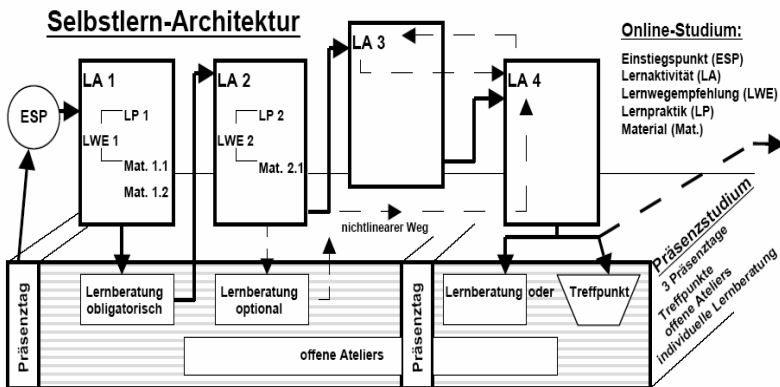 Selbstlern-Architektur
Online-Studium:
Einstiegspunkt (ESP)
Lernaktivität (LA)
Lernwegempfehlung (LWE)
Lernpraktik (LP)
Material (Mat.)
ESP
LA 1
LP 1
LWE 1
Mat. 1.1
Mat. 1.2
LA 2
LP 2
LWE 2
Mat. 2.1
LA 3
LA 4
nichtlinearer Weg
Präsenztag
Lernberatung
obligatorisch
Lernberatung
optional
offene Ateliers
Präsenztag
Lernberatung
oder
Treffpunkt
Präsenzstudium
3 Präsenztage
Treffpunkte
offene Ateliers
individuelle Lernberatung